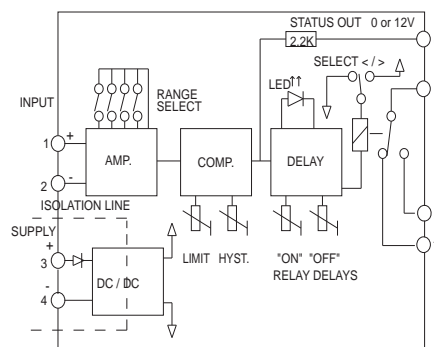 STATUS OUT 0 or 12V
2.2K
SELECT < / >
LED
INPUT
RANGE
SELECT
1 +
AMP.
COMP.
DELAY
2 -
ISOLATION LINE
SUPPLY
+
3
LIMIT HYST.
"ON" "OFF"
RELAY DELAYS
DC / DC
-
4